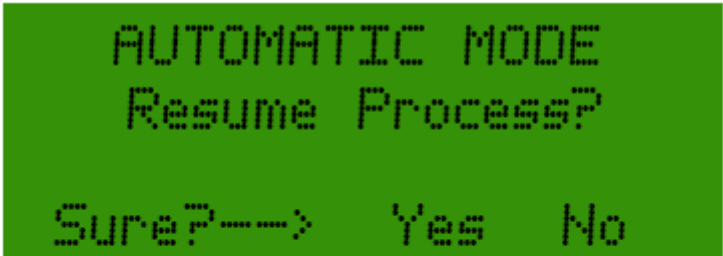 AUTOMATIC MODE
Resume Process?
Sure?--> Yes No